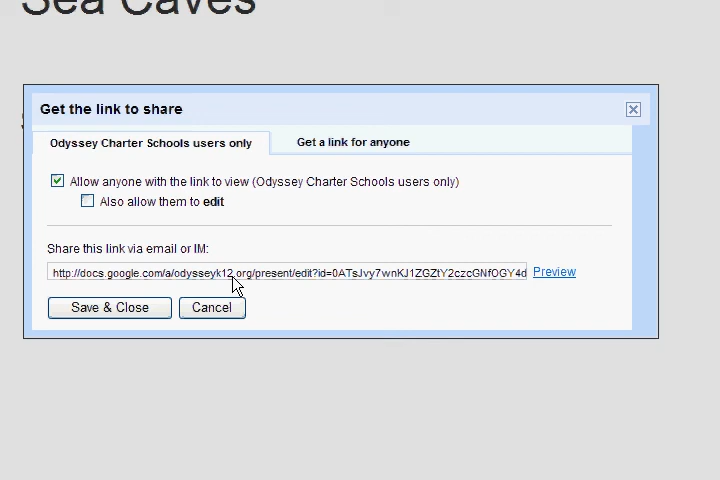 Sea Caves
Get the link to share
Odyssey Charter Schools users only
Get a link for anyone
Allow anyone with the link to view (Odyssey Charter Schools users only)
Also allow them to edit
Share this link via email or IM:
http://docs.google.com/a/odysseyk12.org/present/edit?id=0ATsJvy7wnKJ1ZGZtY2czcGNfOGY4d
Preview
Save & Close
Cancel